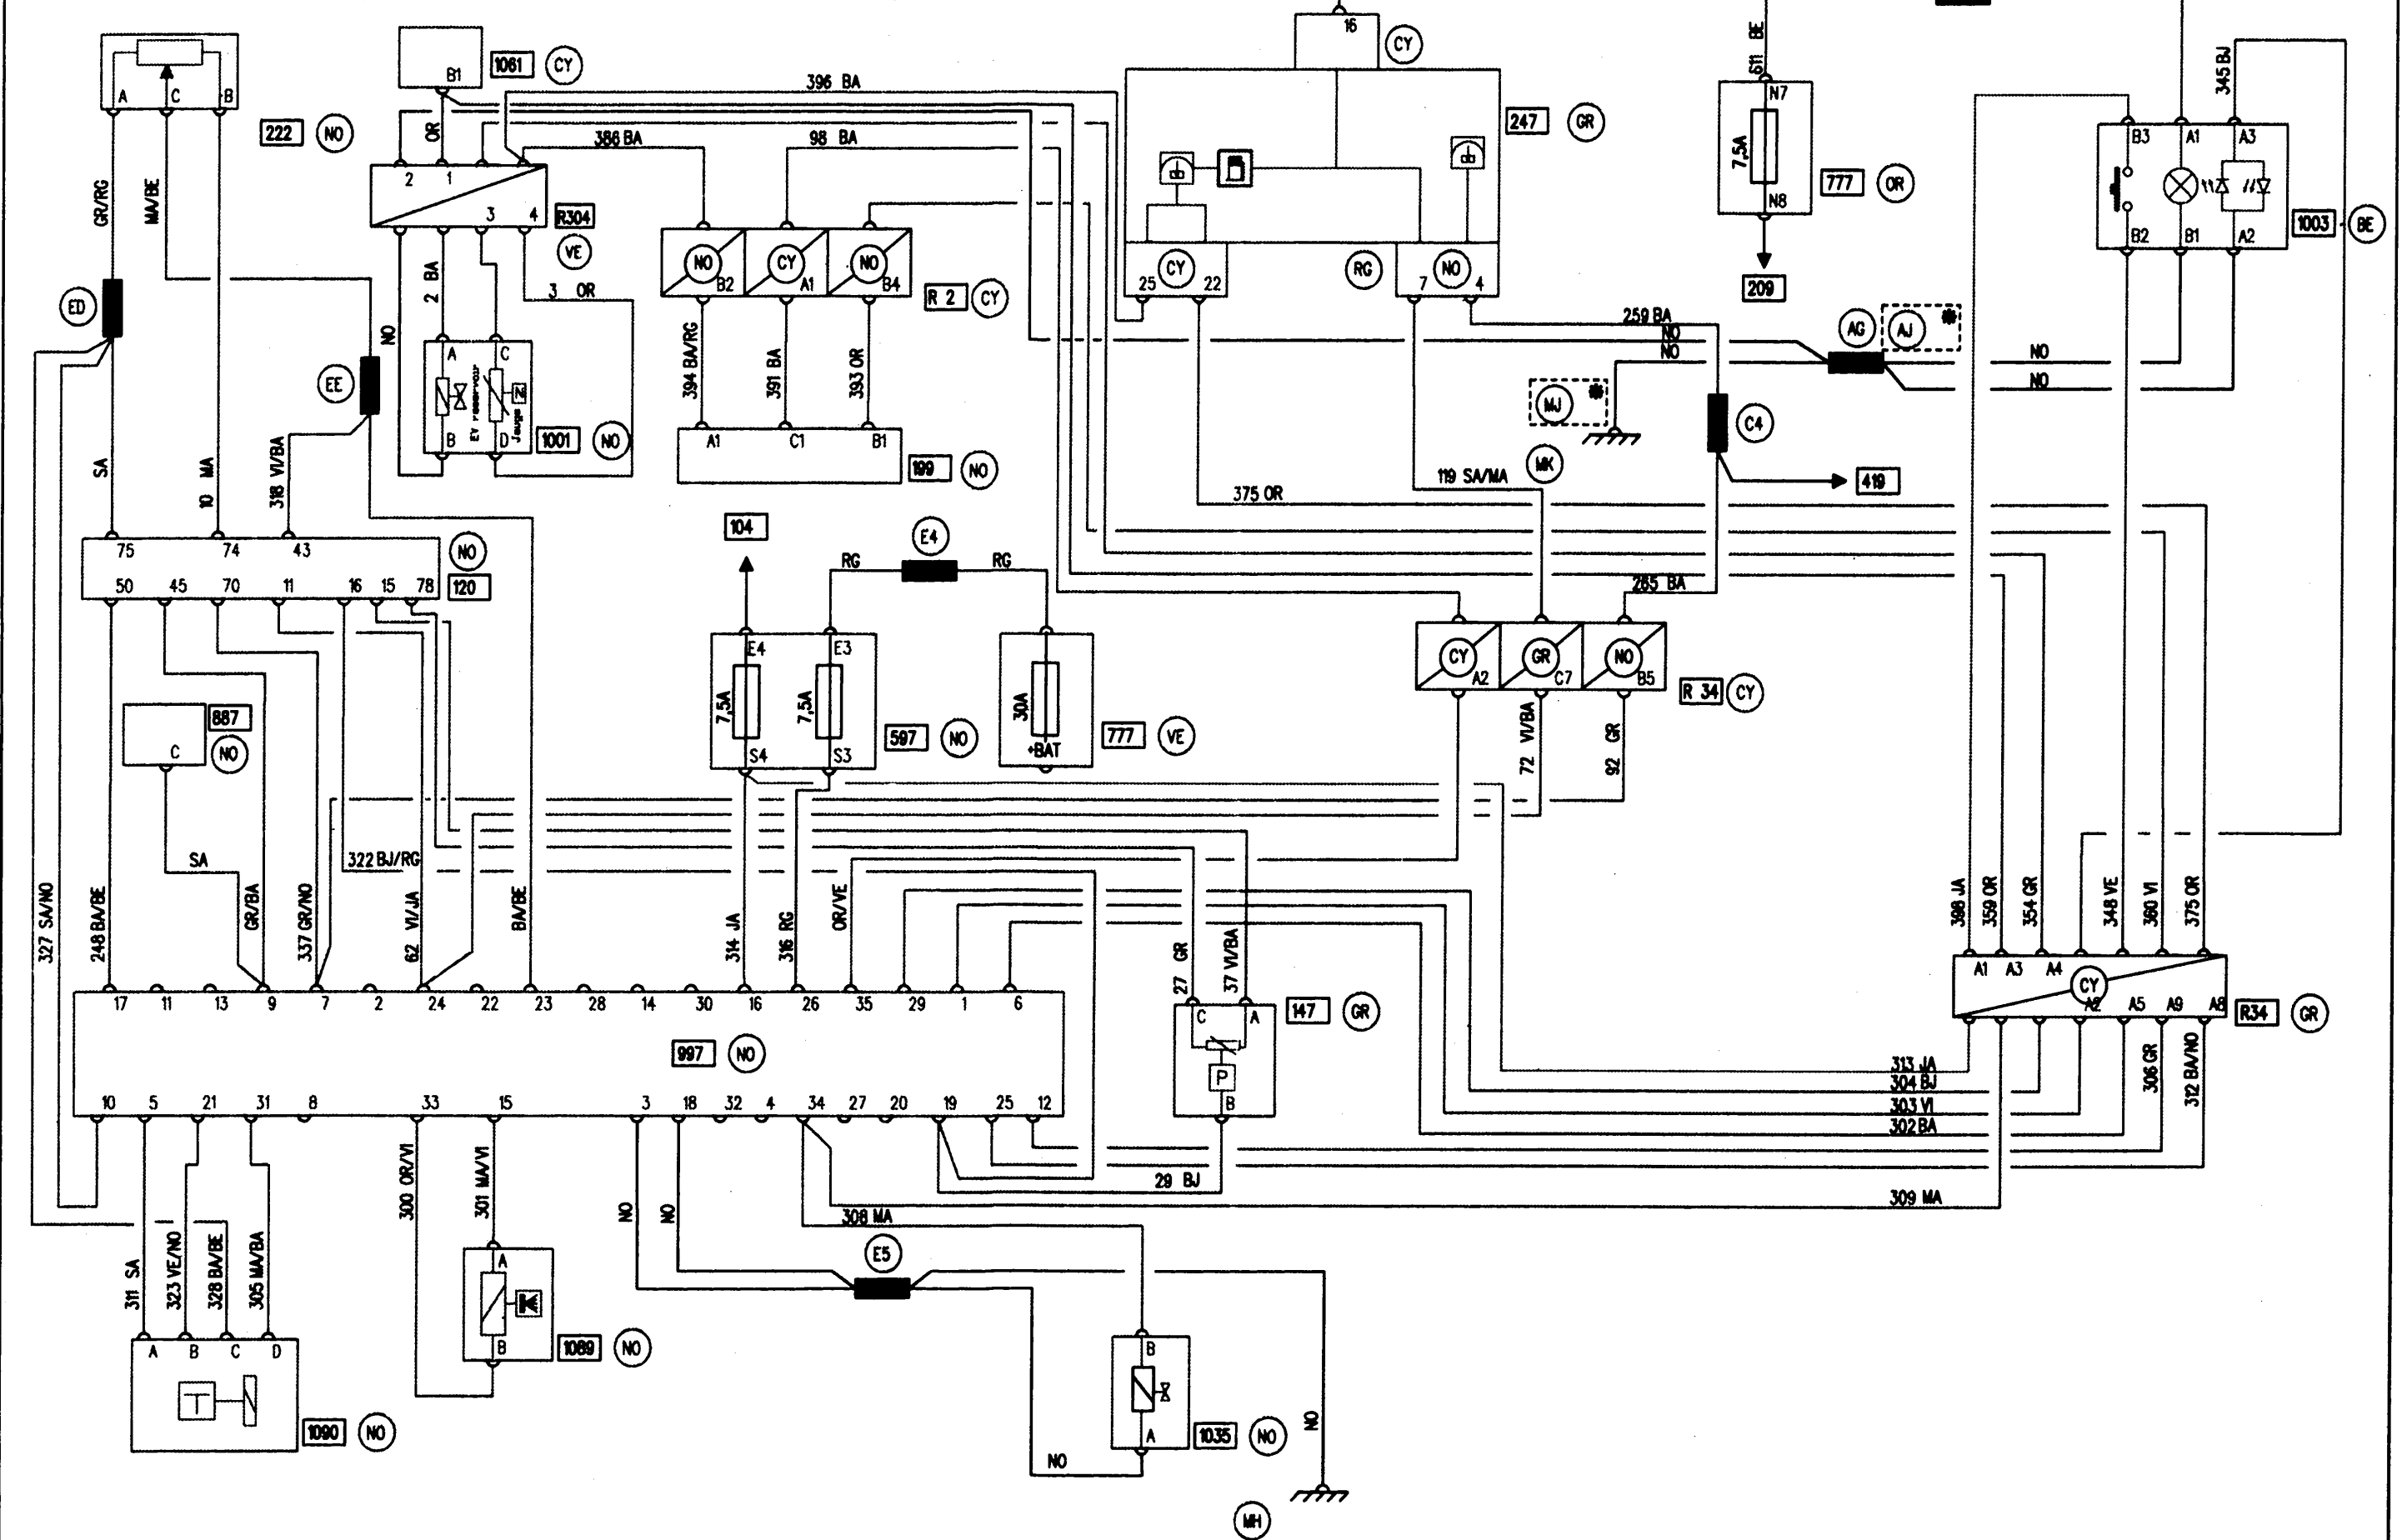 16
CY
611 BE
345 BJ
A C B
222 NO
B1
1061 CY
396 BA
247 GR
N7
7,5A
N8
777 OR
209
B3 A1 A3
B2 B1 A2
1003 BE
OR
386 BA
98 BA
2 1
3 4
R304
VE
GR/RG
MA/BE
NO CY NO
B2 A1 B4
R 2 CY
CY
25 22
RG
NO
7 4
ED
2 BA
3 OR
NO
259 BA
NO
NO
AG AJ *
NO
NO
EE
A C
EV reservoir
Jauge
N
B D
1001 NO
394 BA/RG
391 BA
393 OR
A1 C1 B1
199 NO
MJ *
C4
MK
419
119 SA/MA
375 OR
SA
10 MA
318 VI/BA
104
E4
RG RG
75 74 43
50 45 70 11 16 15 78
NO
120
265 BA
E4 E3
7,5A 7,5A
S4 S3
597 NO
30A
+BAT
777 VE
CY GR NO
A2 C7 B5
R 34 CY
887
C
NO
72 VI/BA
92 GR
SA
322 BJ/RG
327 SA/NO
248 BA/BE
GR/BA
337 GR/NO
62 VI/JA
BA/BE
314 JA
316 RG
OR/VE
27 GR
37 VI/BA
398 JA
359 OR
354 GR
348 VE
360 VI
375 OR
17 11 13 9 7 2 24 22 23 28 14 30 16 26 35 29 1 6
997 NO
10 5 21 31 8 33 15 3 18 32 4 34 27 20 19 25 12
C A
P
B
147 GR
A1 A3 A4
CY
A2 A5 A9 A8
R34 GR
313 JA
304 BJ
303 VI
302 BA
306 GR
312 BA/NO
29 BJ
309 MA
300 OR/VI
301 MA/VI
NO
NO
308 MA
E5
311 SA
323 VE/NO
328 BA/BE
305 MA/BA
A
B
1089 NO
A B C D
T
1090 NO
B
A
1035 NO
NO
NO
MH